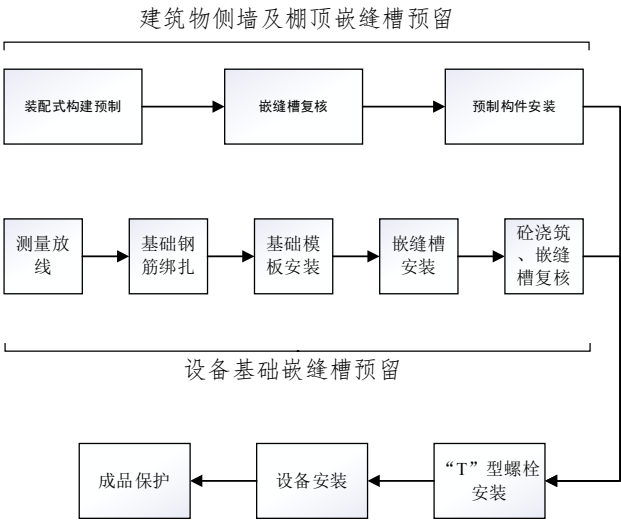 建筑物侧墙及棚顶嵌缝槽预留
装配式构建预制
嵌缝槽复核
预制构件安装
测量放
线
基础钢
筋绑扎
基础模
板安装
嵌缝槽
安装
砼浇筑
、嵌缝
槽复核
设备基础嵌缝槽预留
成品保护
设备安装
“T”型螺栓
安装